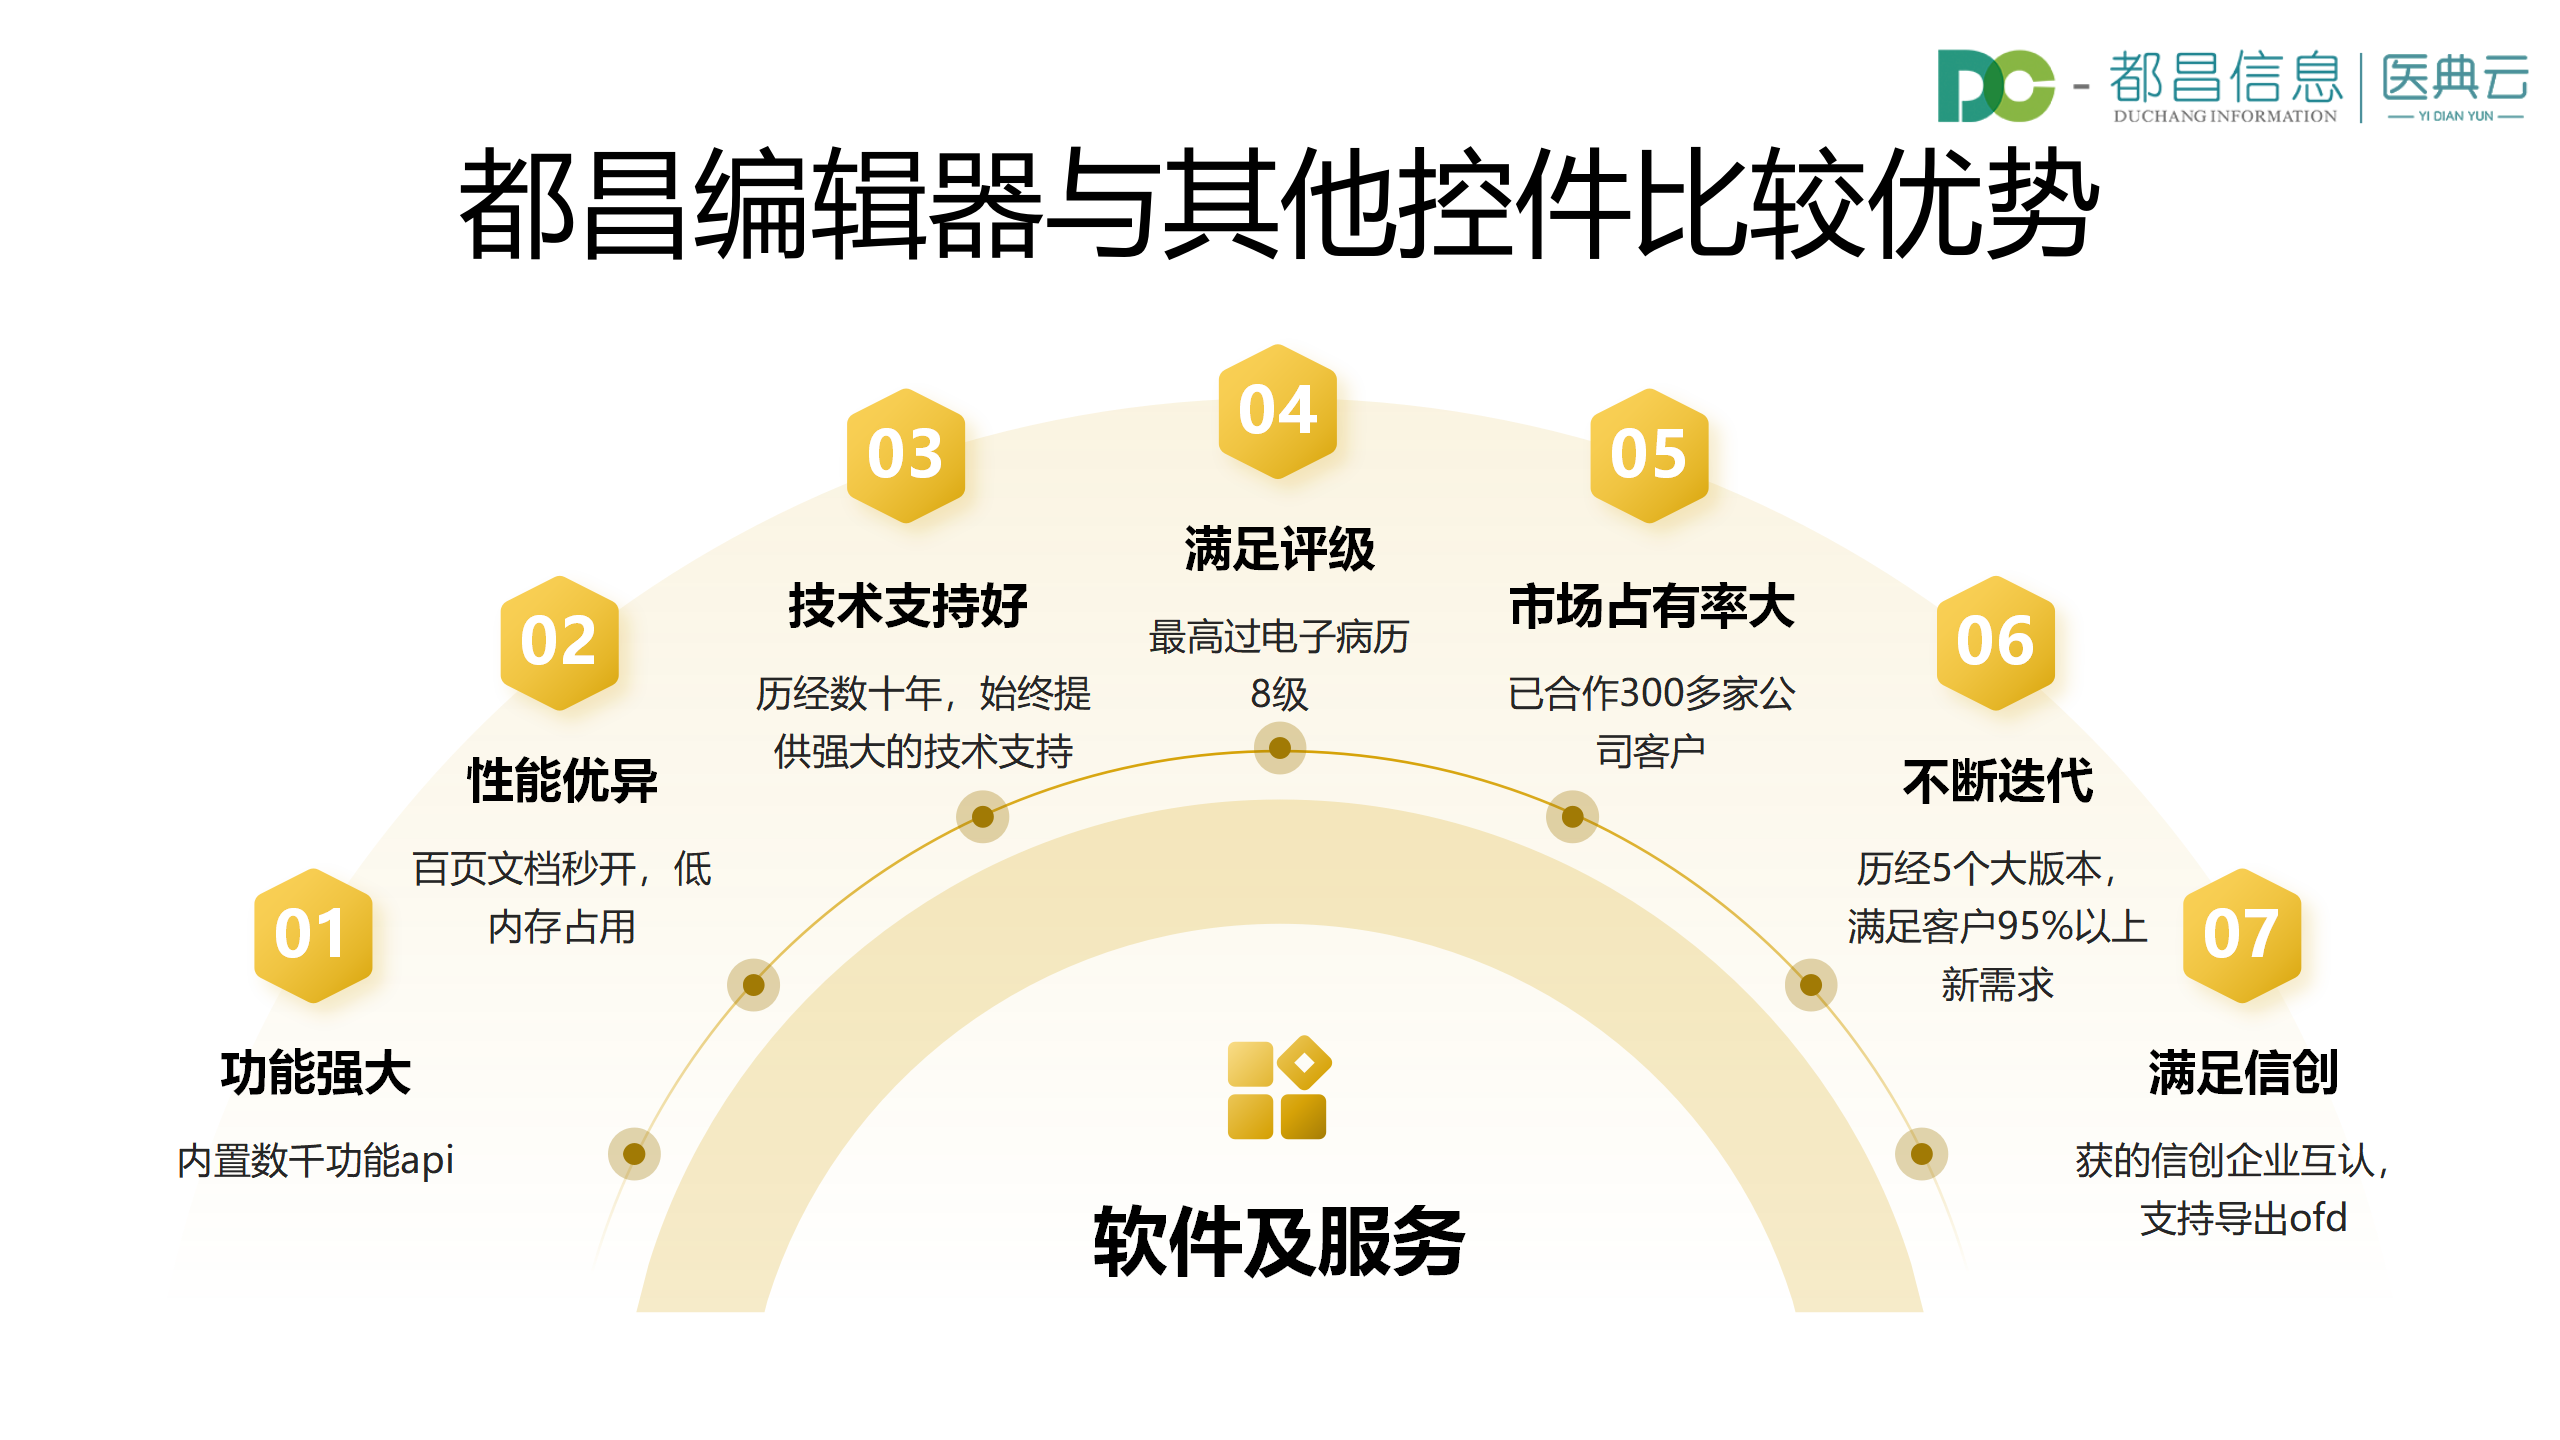 DC - 都昌信息 | 医典云
DUCHANG INFORMATION
YI DIAN YUN
都昌编辑器与其他控件比较优势
01
功能强大
内置数千功能api
02
性能优异
百页文档秒开，低
内存占用
03
技术支持好
历经数十年，始终提
供强大的技术支持
04
满足评级
最高过电子病历
8级
05
市场占有率大
已合作300多家公
司客户
06
不断迭代
历经5个大版本，
满足客户95%以上
新需求
07
满足信创
获的信创企业互认，
支持导出ofd
软件及服务